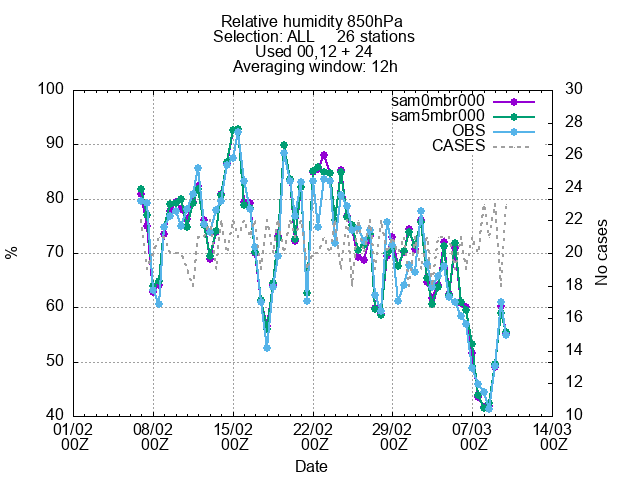 Relative humidity 850hPa
Selection: ALL 26 stations
Used 00,12 + 24
Averaging window: 12h
sam0mbr000
sam5mbr000
OBS
CASES
100
90
80
70
60
50
40
%
30
28
26
24
22
20
18
16
14
12
10
No cases
01/02 08/02 15/02 22/02 29/02 07/03 14/03
00Z 00Z 00Z 00Z 00Z 00Z 00Z
Date